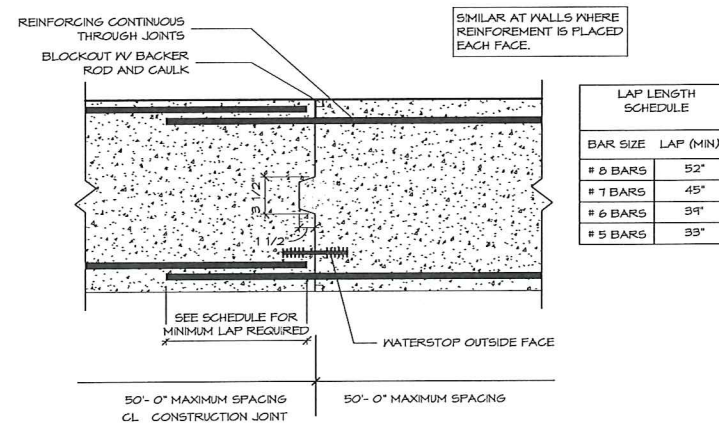 REINFORCING CONTINUOUS
THROUGH JOINTS
BLOCKOUT W/ BACKER
ROD AND CAULK
SIMILAR AT WALLS WHERE
REINFOREMENT IS PLACED
EACH FACE.
LAP LENGTH
SCHEDULE
BAR SIZE LAP (MIN)
# 8 BARS 52"
# 7 BARS 45"
# 6 BARS 39"
# 5 BARS 33"
3 1/2"
1 1/2"
SEE SCHEDULE FOR
MINIMUM LAP REQUIRED
WATERSTOP OUTSIDE FACE
50'- 0" MAXIMUM SPACING
50'- 0" MAXIMUM SPACING
CL CONSTRUCTION JOINT